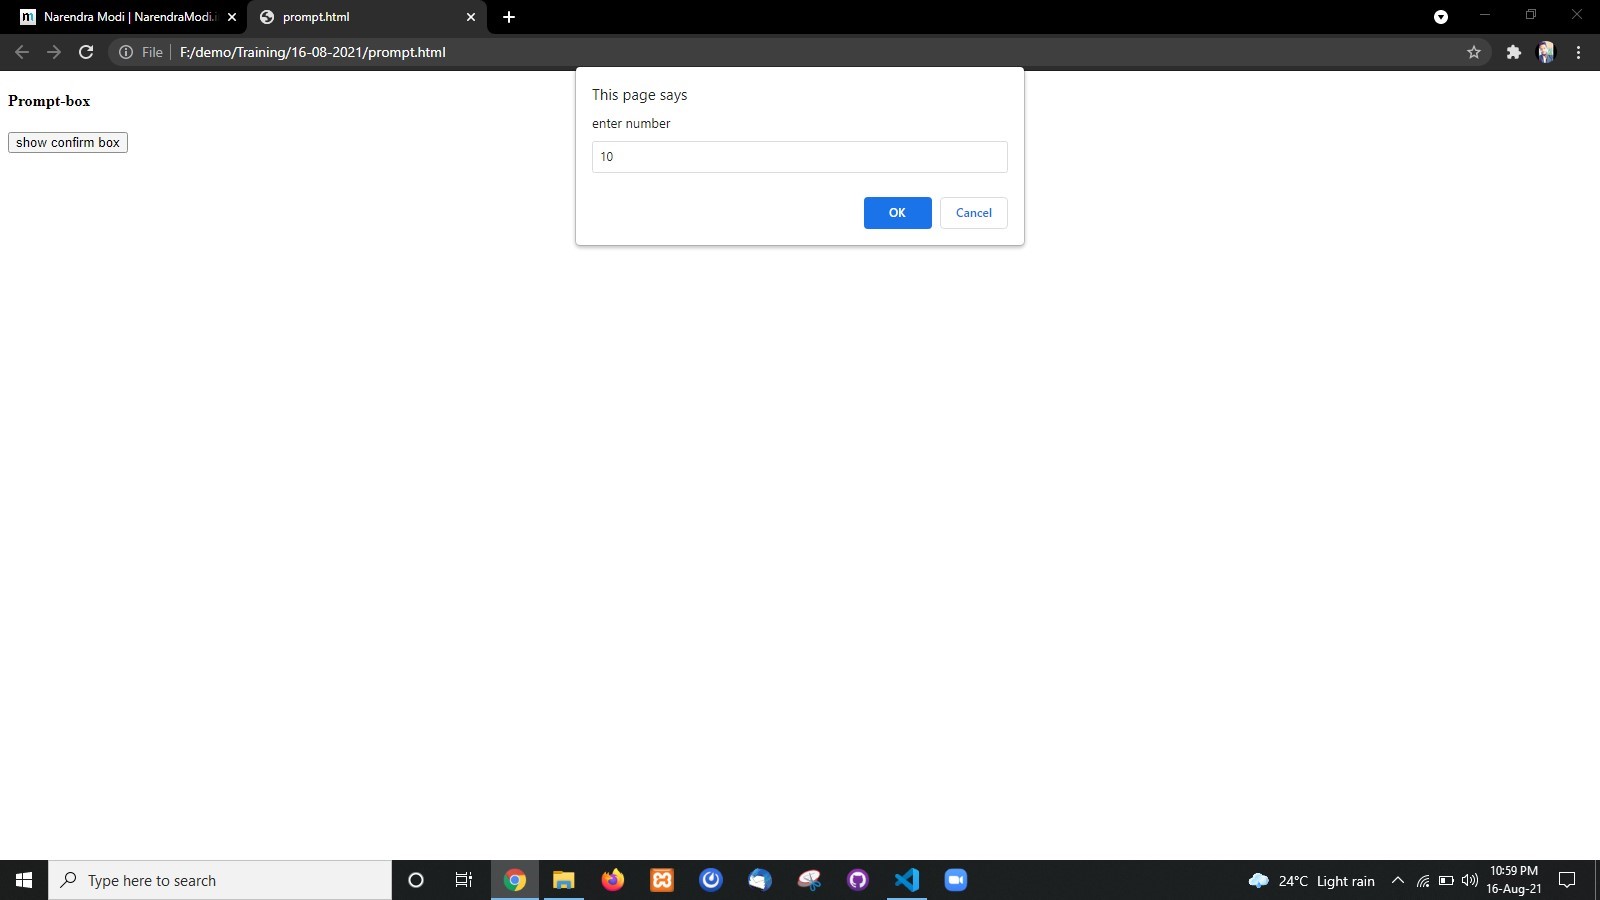 Narendra Modi | NarendraModi.i
prompt.html
File
F:/demo/Training/16-08-2021/prompt.html
Prompt-box
show confirm box
This page says
enter number
10
OK
Cancel
Type here to search
24°C Light rain
10:59 PM
16-Aug-21